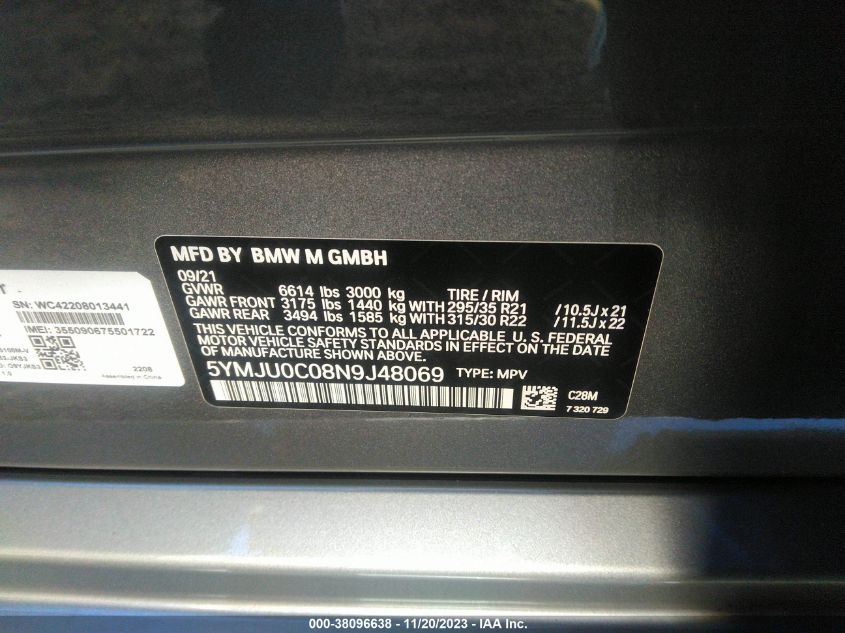 MFD BY BMW M GMBH
09/21
GVWR 6614 lbs 3000 kg TIRE / RIM
GAWR FRONT 3175 lbs 1440 kg WITH 295/35 R21 /10.5J x 21
GAWR REAR 3494 lbs 1585 kg WITH 315/30 R22 /11.5J x 22
THIS VEHICLE CONFORMS TO ALL APPLICABLE U. S. FEDERAL
MOTOR VEHICLE SAFETY STANDARDS IN EFFECT ON THE DATE OF
MANUFACTURE SHOWN ABOVE.
5YMJU0C08N9J48069 TYPE: MPV
C28M
7 320 729
SN: WC42208013441
IMEI: 355090675501722
2208
Assembled in China
000-38096638 - 11/20/2023 - IAA Inc.